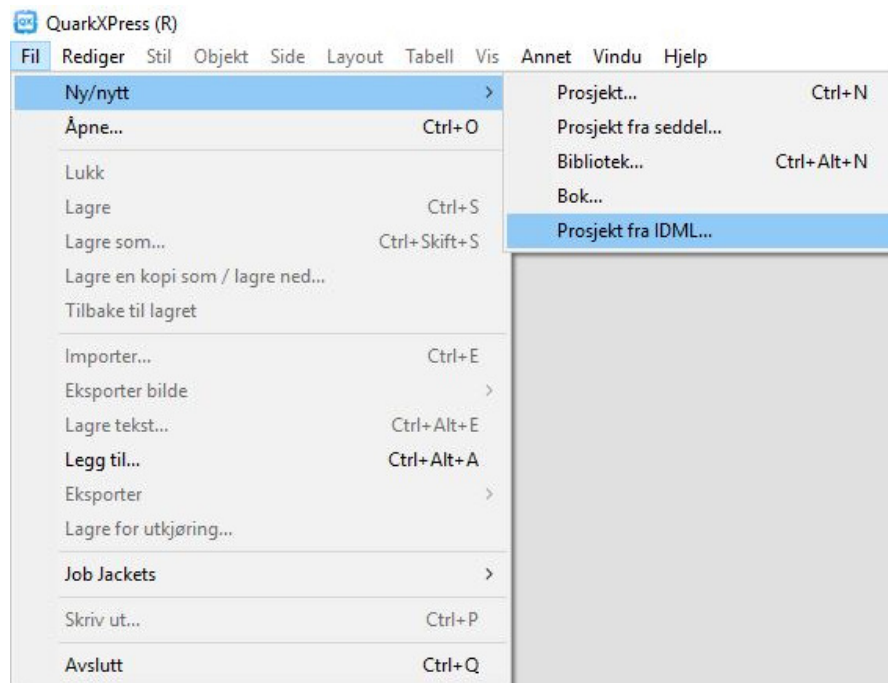 QuarkXPress (R)
Fil Rediger Stil Objekt Side Layout Tabell Vis Annet Vindu Hjelp
Ny/nytt
Åpne... Ctrl+O
Lukk
Lagre Ctrl+S
Lagre som... Ctrl+Skift+S
Lagre en kopi som / lagre ned...
Tilbake til lagret
Importer... Ctrl+E
Eksporter bilde
Lagre tekst... Ctrl+Alt+E
Legg til... Ctrl+Alt+A
Eksporter
Lagre for utkjøring...
Job Jackets
Skriv ut... Ctrl+P
Avslutt Ctrl+Q
Prosjekt... Ctrl+N
Prosjekt fra seddel...
Bibliotek... Ctrl+Alt+N
Bok...
Prosjekt fra IDML...